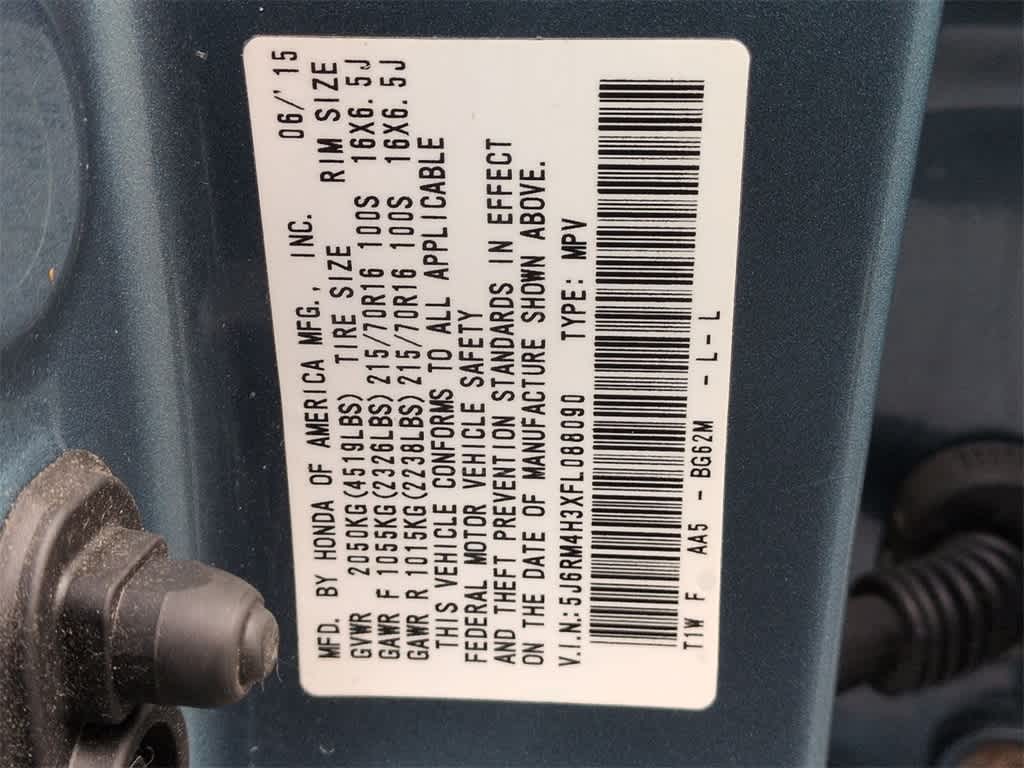 MFD. BY HONDA OF AMERICA MFG., INC. 06/'15
GVWR 2050KG(4519LBS) TIRE SIZE RIM SIZE
GAWR F 1055KG(2326LBS)215/70R16 100S 16X6.5J
GAWR R 1015KG(2238LBS)215/70R16 100S 16X6.5J
THIS VEHICLE CONFORMS TO ALL APPLICABLE
FEDERAL MOTOR VEHICLE SAFETY
AND THEFT PREVENTION STANDARDS IN EFFECT
ON THE DATE OF MANUFACTURE SHOWN ABOVE.
V.I.N.:5J6RM4H3XFL088090 TYPE: MPV
T1W F AA5 - BG62M -L-L